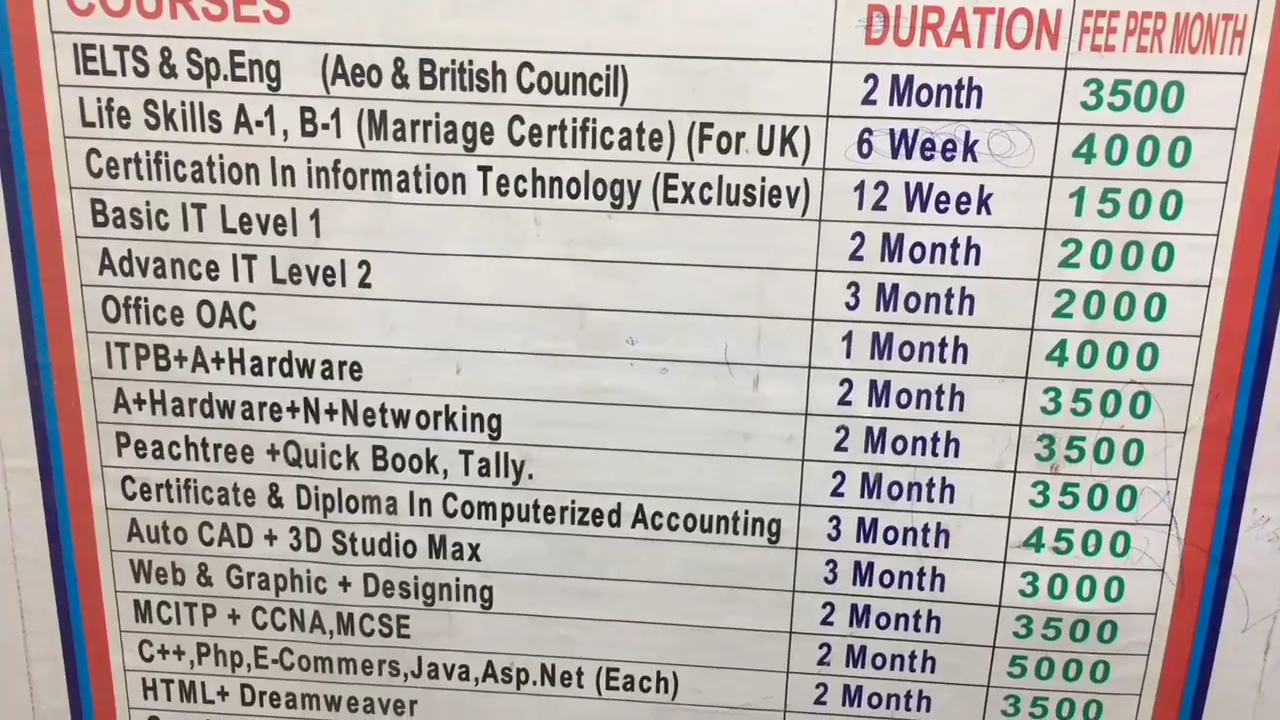 COURSES DURATION FEE PER MONTH
IELTS & Sp.Eng (Aeo & British Council) 2 Month 3500
Life Skills A-1, B-1 (Marriage Certificate) (For UK) 6 Week 4000
Certification In information Technology (Exclusiev) 12 Week 1500
Basic IT Level 1 2 Month 2000
Advance IT Level 2 3 Month 2000
Office OAC 1 Month 4000
ITPB+A+Hardware 2 Month 3500
A+Hardware+N+Networking 2 Month 3500
Peachtree +Quick Book, Tally. 2 Month 3500
Certificate & Diploma In Computerized Accounting 3 Month 4500
Auto CAD + 3D Studio Max 3 Month 3000
Web & Graphic + Designing 2 Month 3500
MCITP + CCNA,MCSE 2 Month 5000
C++,Php,E-Commers,Java,Asp.Net (Each) 2 Month 3500
HTML+ Dreamweaver